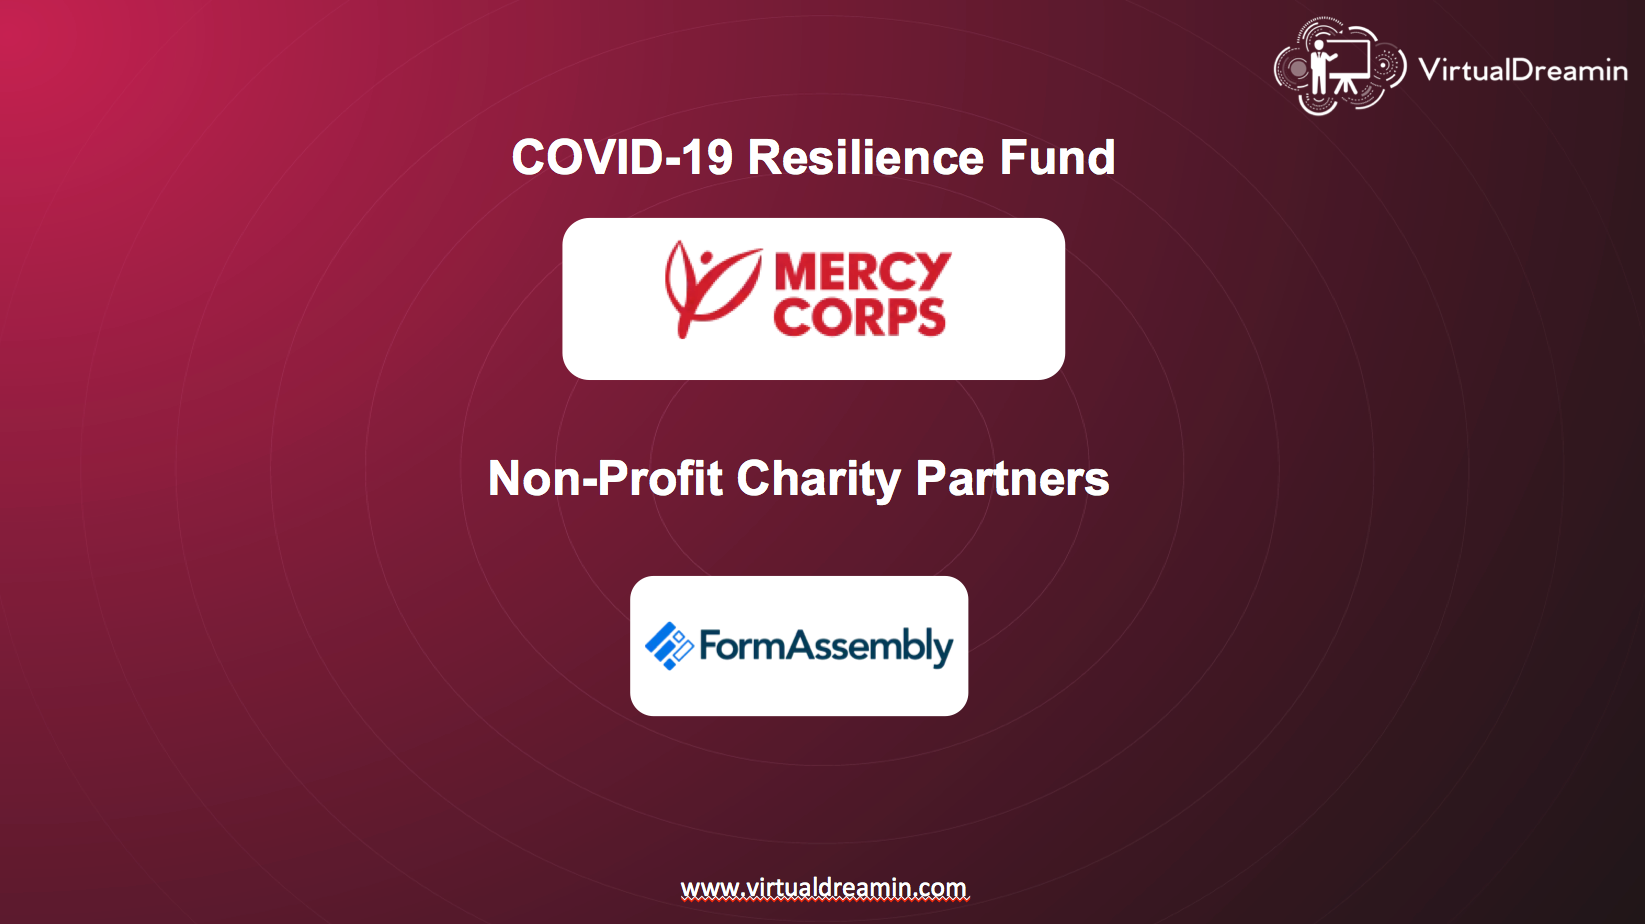 VirtualDreamin
COVID-19 Resilience Fund
MERCY
CORPS
Non-Profit Charity Partners
FormAssembly
www.virtualdreamin.com